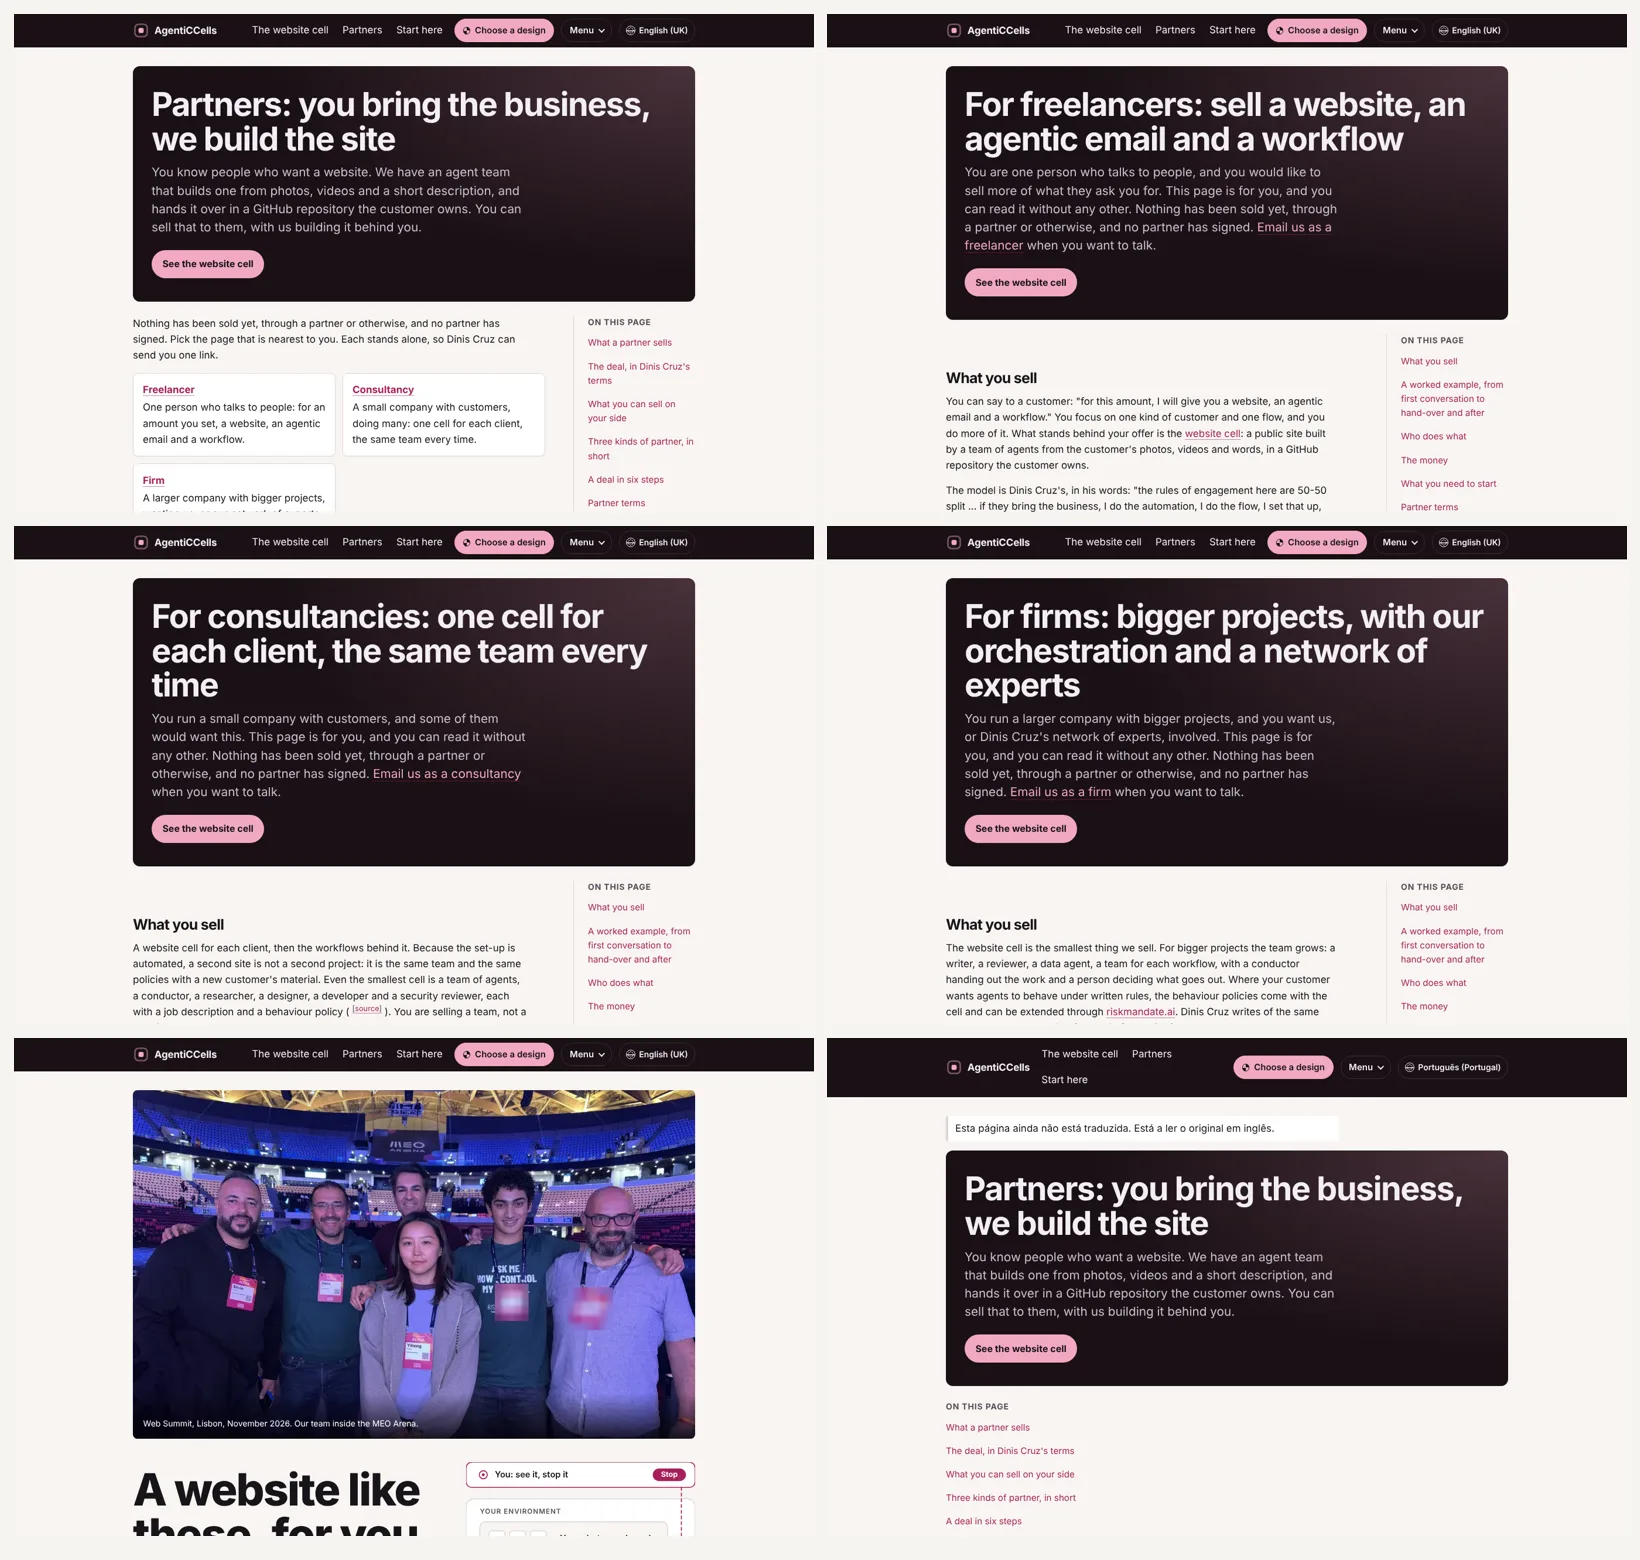 AgentiCCells The website cell Partners Start here Choose a design Menu English (UK)
Partners: you bring the business,
we build the site
You know people who want a website. We have an agent team
that builds one from photos, videos and a short description, and
hands it over in a GitHub repository the customer owns. You can
sell that to them, with us building it behind you.
See the website cell
Nothing has been sold yet, through a partner or otherwise, and no partner has
signed. Pick the page that is nearest to you. Each stands alone, so Dinis Cruz can
send you one link.
Freelancer
One person who talks to people: for an
amount you set, a website, an agentic
email and a workflow.
Consultancy
A small company with customers,
doing many: one cell for each client,
the same team every time.
Firm
A larger company with bigger projects,
ON THIS PAGE
What a partner sells
The deal, in Dinis Cruz's
terms
What you can sell on
your side
Three kinds of partner, in
short
A deal in six steps
Partner terms
AgentiCCells The website cell Partners Start here Choose a design Menu English (UK)
For freelancers: sell a website, an
agentic email and a workflow
You are one person who talks to people, and you would like to
sell more of what they ask you for. This page is for you, and you
can read it without any other. Nothing has been sold yet, through
a partner or otherwise, and no partner has signed. Email us as a
freelancer when you want to talk.
See the website cell
What you sell
You can say to a customer: "for this amount, I will give you a website, an agentic
email and a workflow." You focus on one kind of customer and one flow, and you
do more of it. What stands behind your offer is the website cell: a public site built
by a team of agents from the customer's photos, videos and words, in a GitHub
repository the customer owns.
The model is Dinis Cruz's, in his words: "the rules of engagement here are 50-50
split ... if they bring the business, I do the automation, I do the flow, I set that up,
ON THIS PAGE
What you sell
A worked example, from
first conversation to
hand-over and after
Who does what
The money
What you need to start
Partner terms
AgentiCCells The website cell Partners Start here Choose a design Menu English (UK)
For consultancies: one cell for
each client, the same team every
time
You run a small company with customers, and some of them
would want this. This page is for you, and you can read it without
any other. Nothing has been sold yet, through a partner or
otherwise, and no partner has signed. Email us as a consultancy
when you want to talk.
See the website cell
What you sell
A website cell for each client, then the workflows behind it. Because the set-up is
automated, a second site is not a second project: it is the same team and the same
policies with a new customer's material. Even the smallest cell is a team of agents,
a conductor, a researcher, a designer, a developer and a security reviewer, each
with a job description and a behaviour policy ( [source] ). You are selling a team, not a
ON THIS PAGE
What you sell
A worked example, from
first conversation to
hand-over and after
Who does what
The money
AgentiCCells The website cell Partners Start here Choose a design Menu English (UK)
For firms: bigger projects, with our
orchestration and a network of
experts
You run a larger company with bigger projects, and you want us,
or Dinis Cruz's network of experts, involved. This page is for
you, and you can read it without any other. Nothing has been
sold yet, through a partner or otherwise, and no partner has
signed. Email us as a firm when you want to talk.
See the website cell
What you sell
The website cell is the smallest thing we sell. For bigger projects the team grows: a
writer, a reviewer, a data agent, a team for each workflow, with a conductor
handing out the work and a person deciding what goes out. Where your customer
wants agents to behave under written rules, the behaviour policies come with the
cell and can be extended through riskmandate.ai. Dinis Cruz writes of the same
ON THIS PAGE
What you sell
A worked example, from
first conversation to
hand-over and after
Who does what
The money
AgentiCCells The website cell Partners Start here Choose a design Menu English (UK)
MEO
ARENA
ASK ME
HOW I CONTROL
MY
Web Summit, Lisbon, November 2026. Our team inside the MEO Arena.
A website like
these, for you
You: see it, stop it
Stop
YOUR ENVIRONMENT
AgentiCCells The website cell Partners
Start here
Choose a design Menu Português (Portugal)
Esta página ainda não está traduzida. Está a ler o original em inglês.
Partners: you bring the business,
we build the site
You know people who want a website. We have an agent team
that builds one from photos, videos and a short description, and
hands it over in a GitHub repository the customer owns. You can
sell that to them, with us building it behind you.
See the website cell
ON THIS PAGE
What a partner sells
The deal, in Dinis Cruz's terms
What you can sell on your side
Three kinds of partner, in short
A deal in six steps